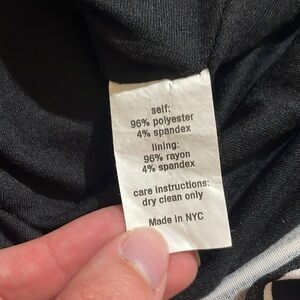 self:
96% polyester
4% spandex
lining:
96% rayon
4% spandex
care instructions:
dry clean only
Made in NYC